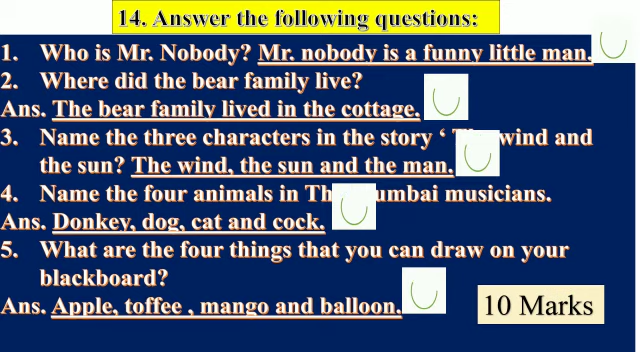 14. Answer the following questions:
1. Who is Mr. Nobody? Mr. nobody is a funny little man.
2. Where did the bear family live?
Ans. The bear family lived in the cottage.
3. Name the three characters in the story ‘ wind and
the sun? The wind, the sun and the man.
4. Name the four animals in musicians.
Ans. Donkey, dog, cat and cock.
5. What are the four things that you can draw on your
blackboard?
Ans. Apple, toffee , mango and balloon.
10 Marks